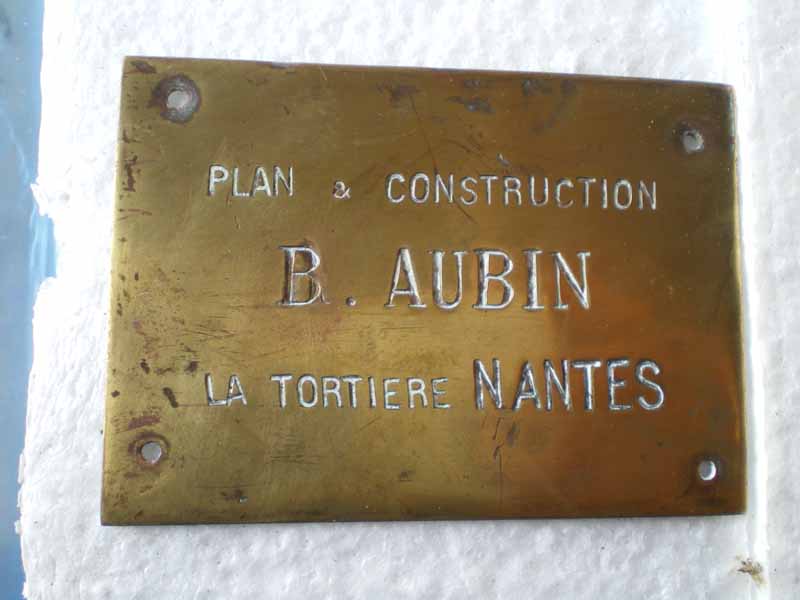 PLAN & CONSTRUCTION
B. AUBIN
LA TORTIERE NANTES